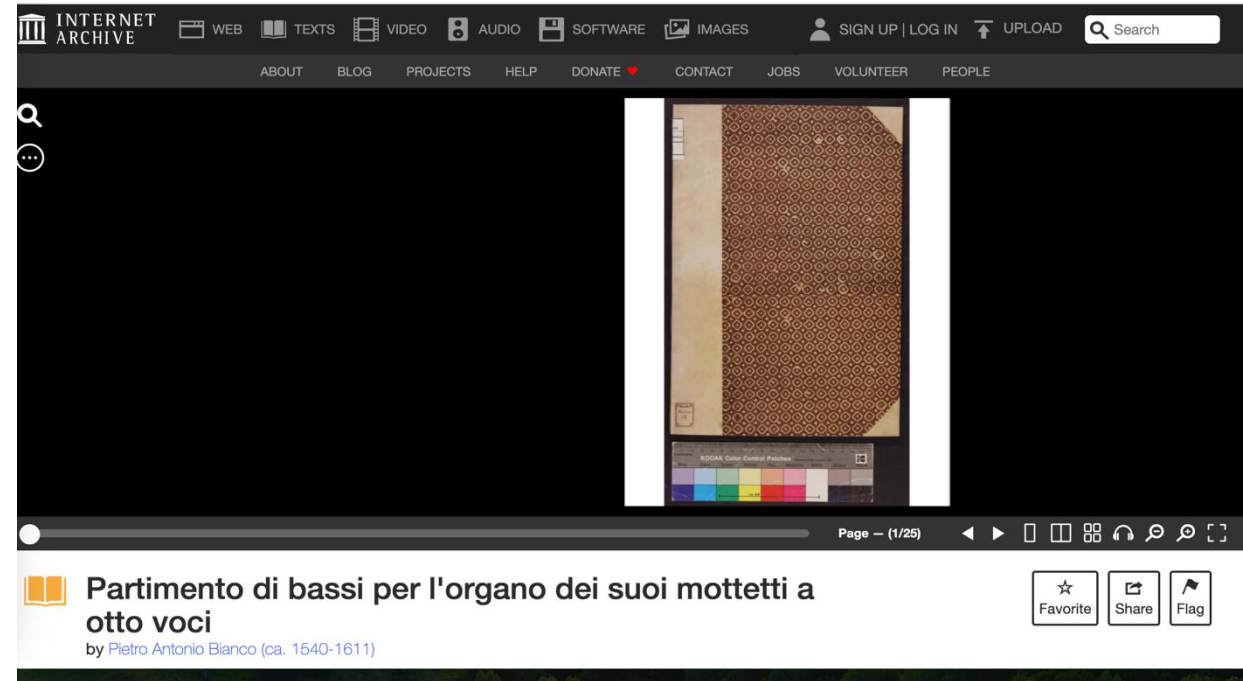 INTERNET
ARCHIVE
WEB
TEXTS
VIDEO
AUDIO
SOFTWARE
IMAGES
SIGN UP | LOG IN
UPLOAD
Search
ABOUT
BLOG
PROJECTS
HELP
DONATE
CONTACT
JOBS
VOLUNTEER
PEOPLE
KODAK Color Control Patches
Page — (1/25)
Partimento di bassi per l'organo dei suoi mottetti a
otto voci
by Pietro Antonio Bianco (ca. 1540-1611)
Favorite
Share
Flag